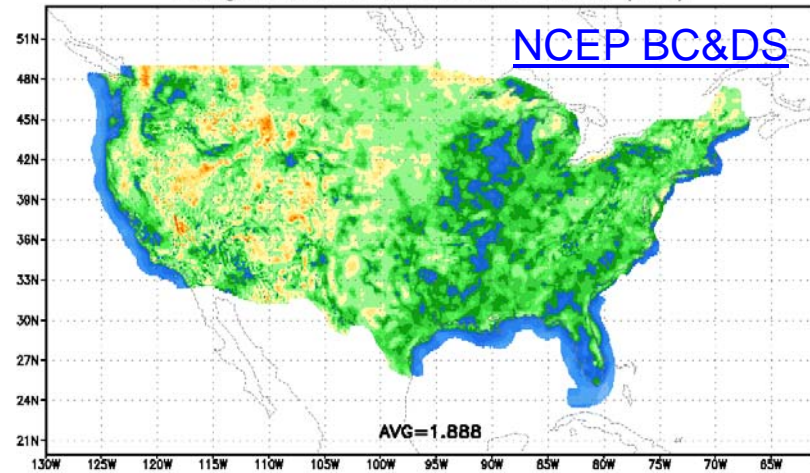 NCEP BC&DS
51N
48N
45N
42N
39N
36N
33N
30N
27N
24N
21N
AVG=1.888
130W 125W 120W 115W 110W 105W 100W 95W 90W 85W 80W 75W 70W 65W